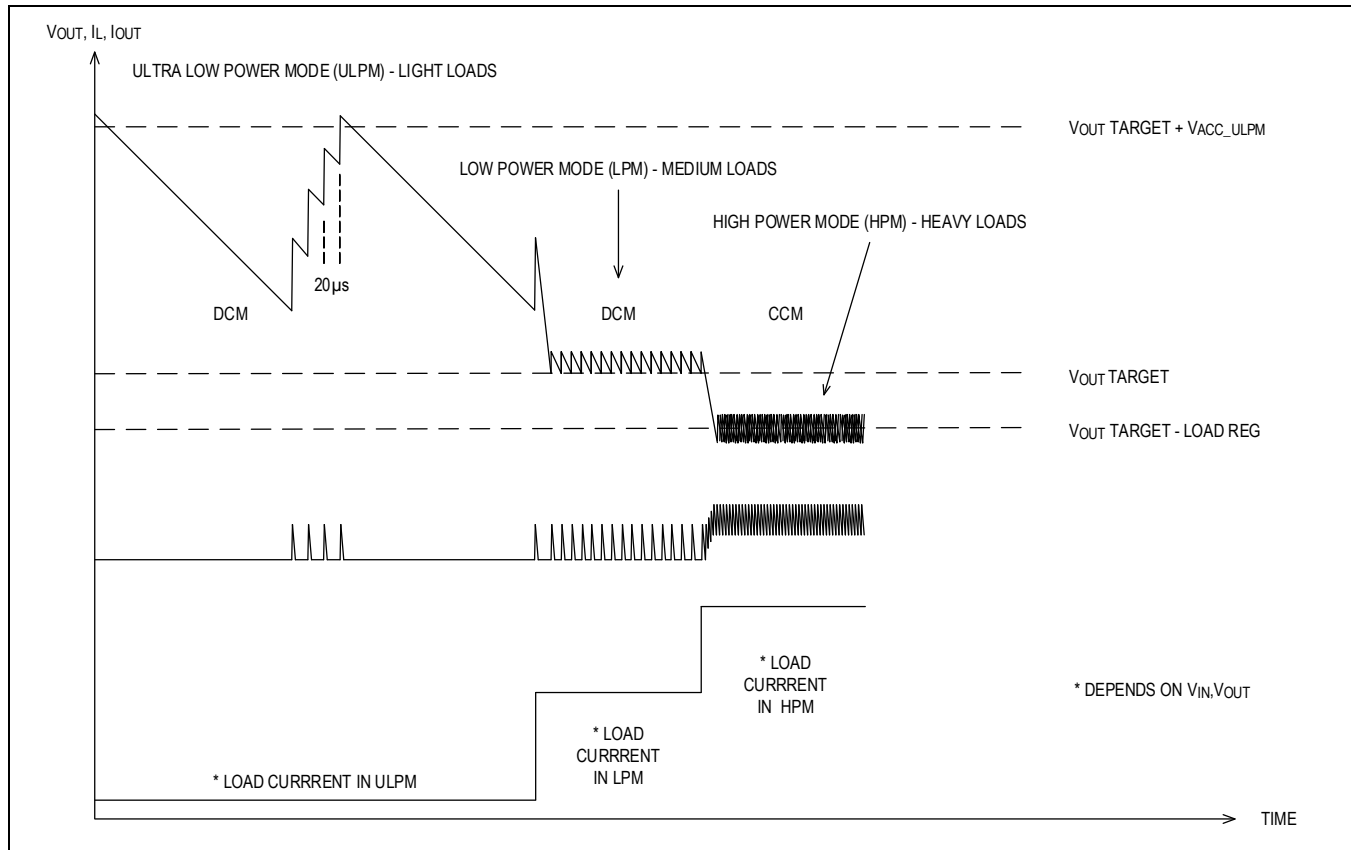 VOUT, IL, IOUT
ULTRA LOW POWER MODE (ULPM) - LIGHT LOADS
VOUT TARGET + VACC_ULPM
LOW POWER MODE (LPM) - MEDIUM LOADS
HIGH POWER MODE (HPM) - HEAVY LOADS
20µs
DCM
DCM
CCM
VOUT TARGET
VOUT TARGET - LOAD REG
* LOAD
CURRRENT
IN HPM
* DEPENDS ON VIN,VOUT
* LOAD
CURRRENT
IN LPM
* LOAD CURRRENT IN ULPM
TIME